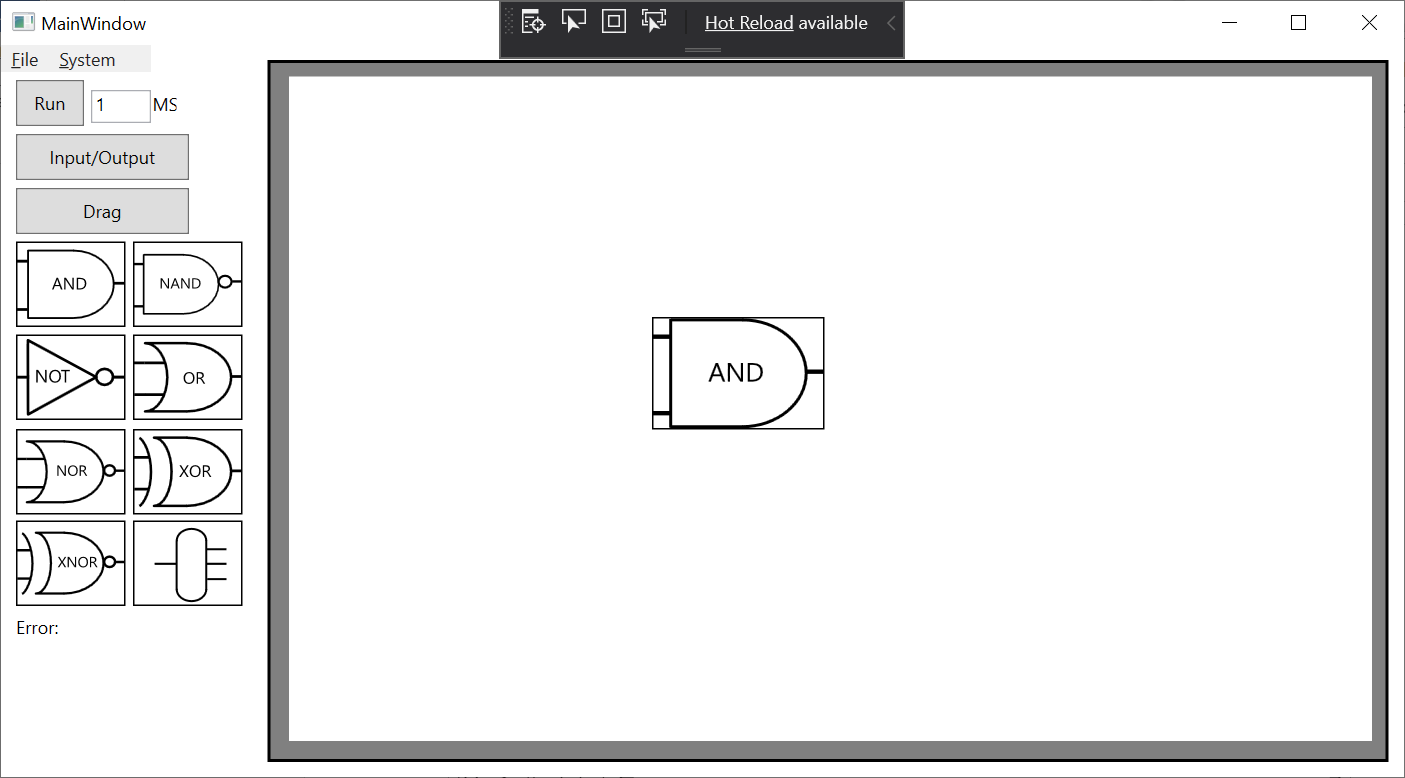 MainWindow
Hot Reload available
File System
Run 1 MS
Input/Output
Drag
AND NAND
NOT OR
NOR XOR
XNOR
Error:
AND